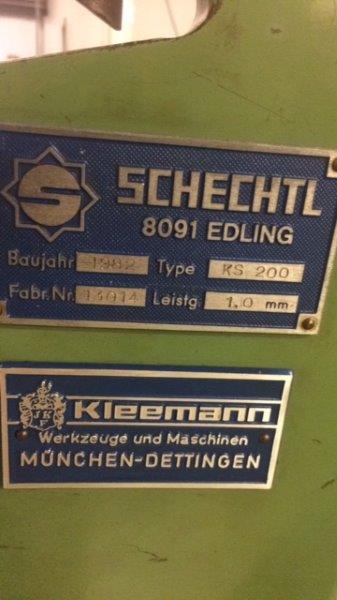 S SCHECHTL
8091 EDLING
Baujahr 1982 Type KS 200
Fabr. Nr. 13014 Leistg 1,0 mm
JK
F
Kleemann
Werkzeuge und Maschinen
MÜNCHEN-DETTINGEN